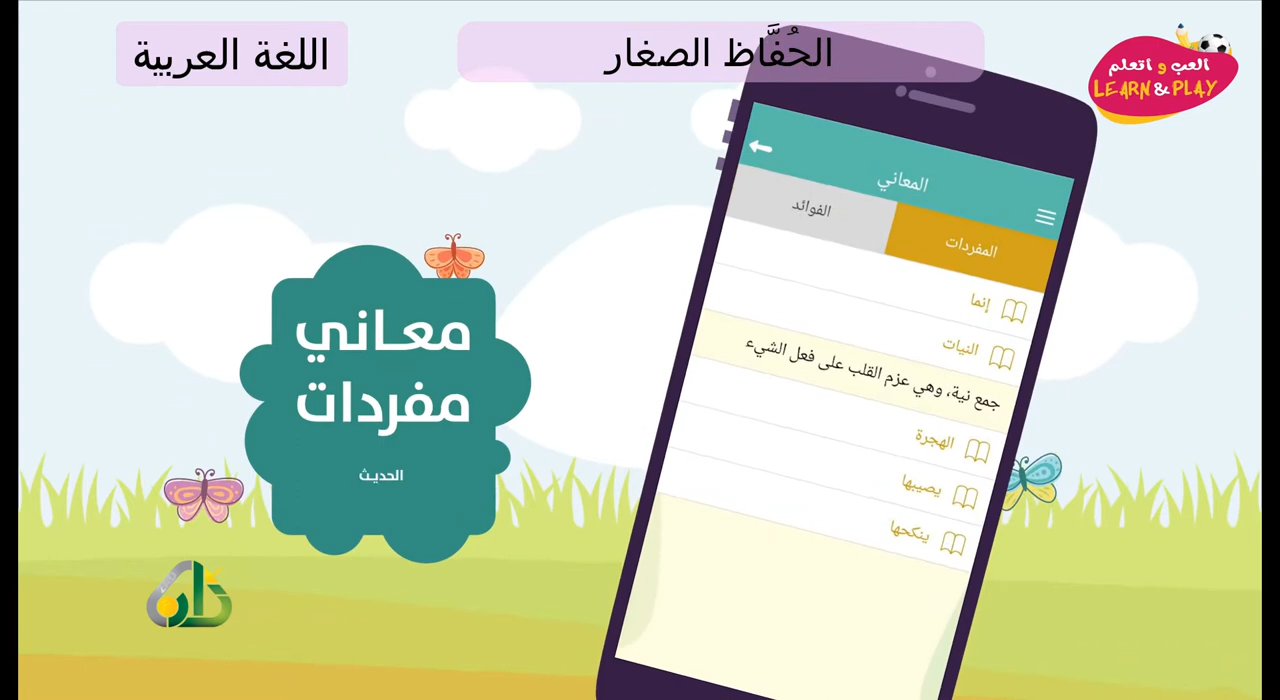 الحُفَّاظ الصغار
اللغة العربية
العب و اتعلم
LEARN & PLAY
المعاني
المفردات
الفوائد
إنما
النيات
جمع نية، وهي عزم القلب على فعل الشيء
الهجرة
يصيبها
ينكحها
معاني
مفردات
الحديث